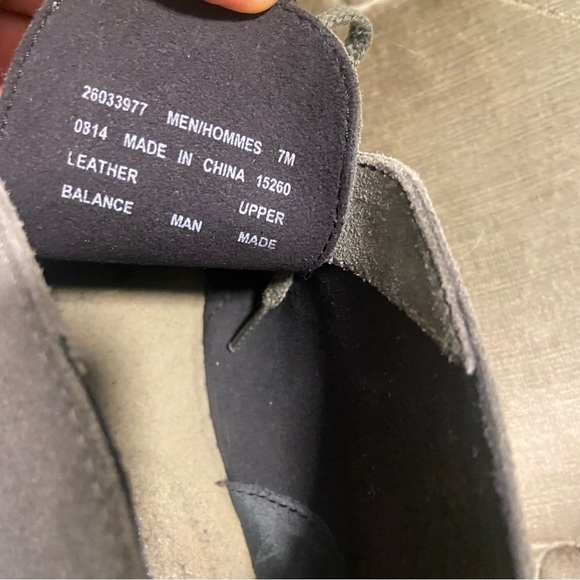 26033977 MEN/HOMMES 7M
0814 MADE IN CHINA 15260
LEATHER UPPER
BALANCE MAN MADE